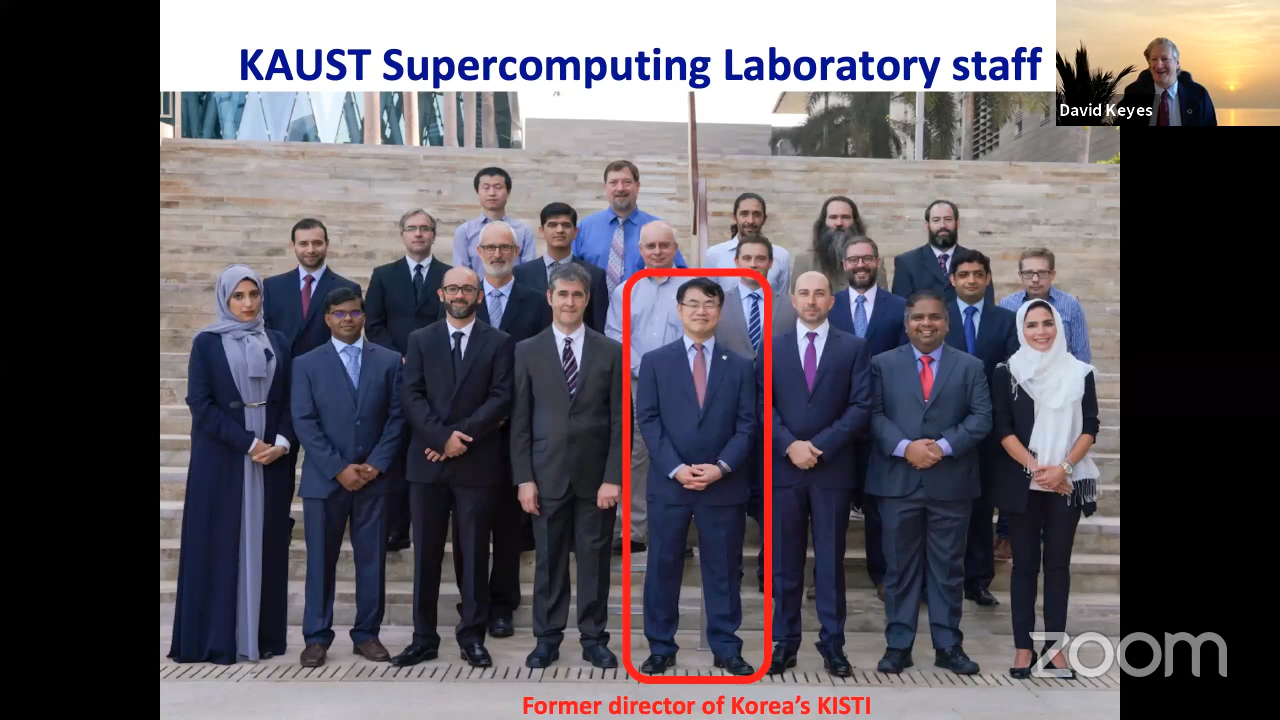 KAUST Supercomputing Laboratory staff
David Keyes
zoom
Former director of Korea's KISTI